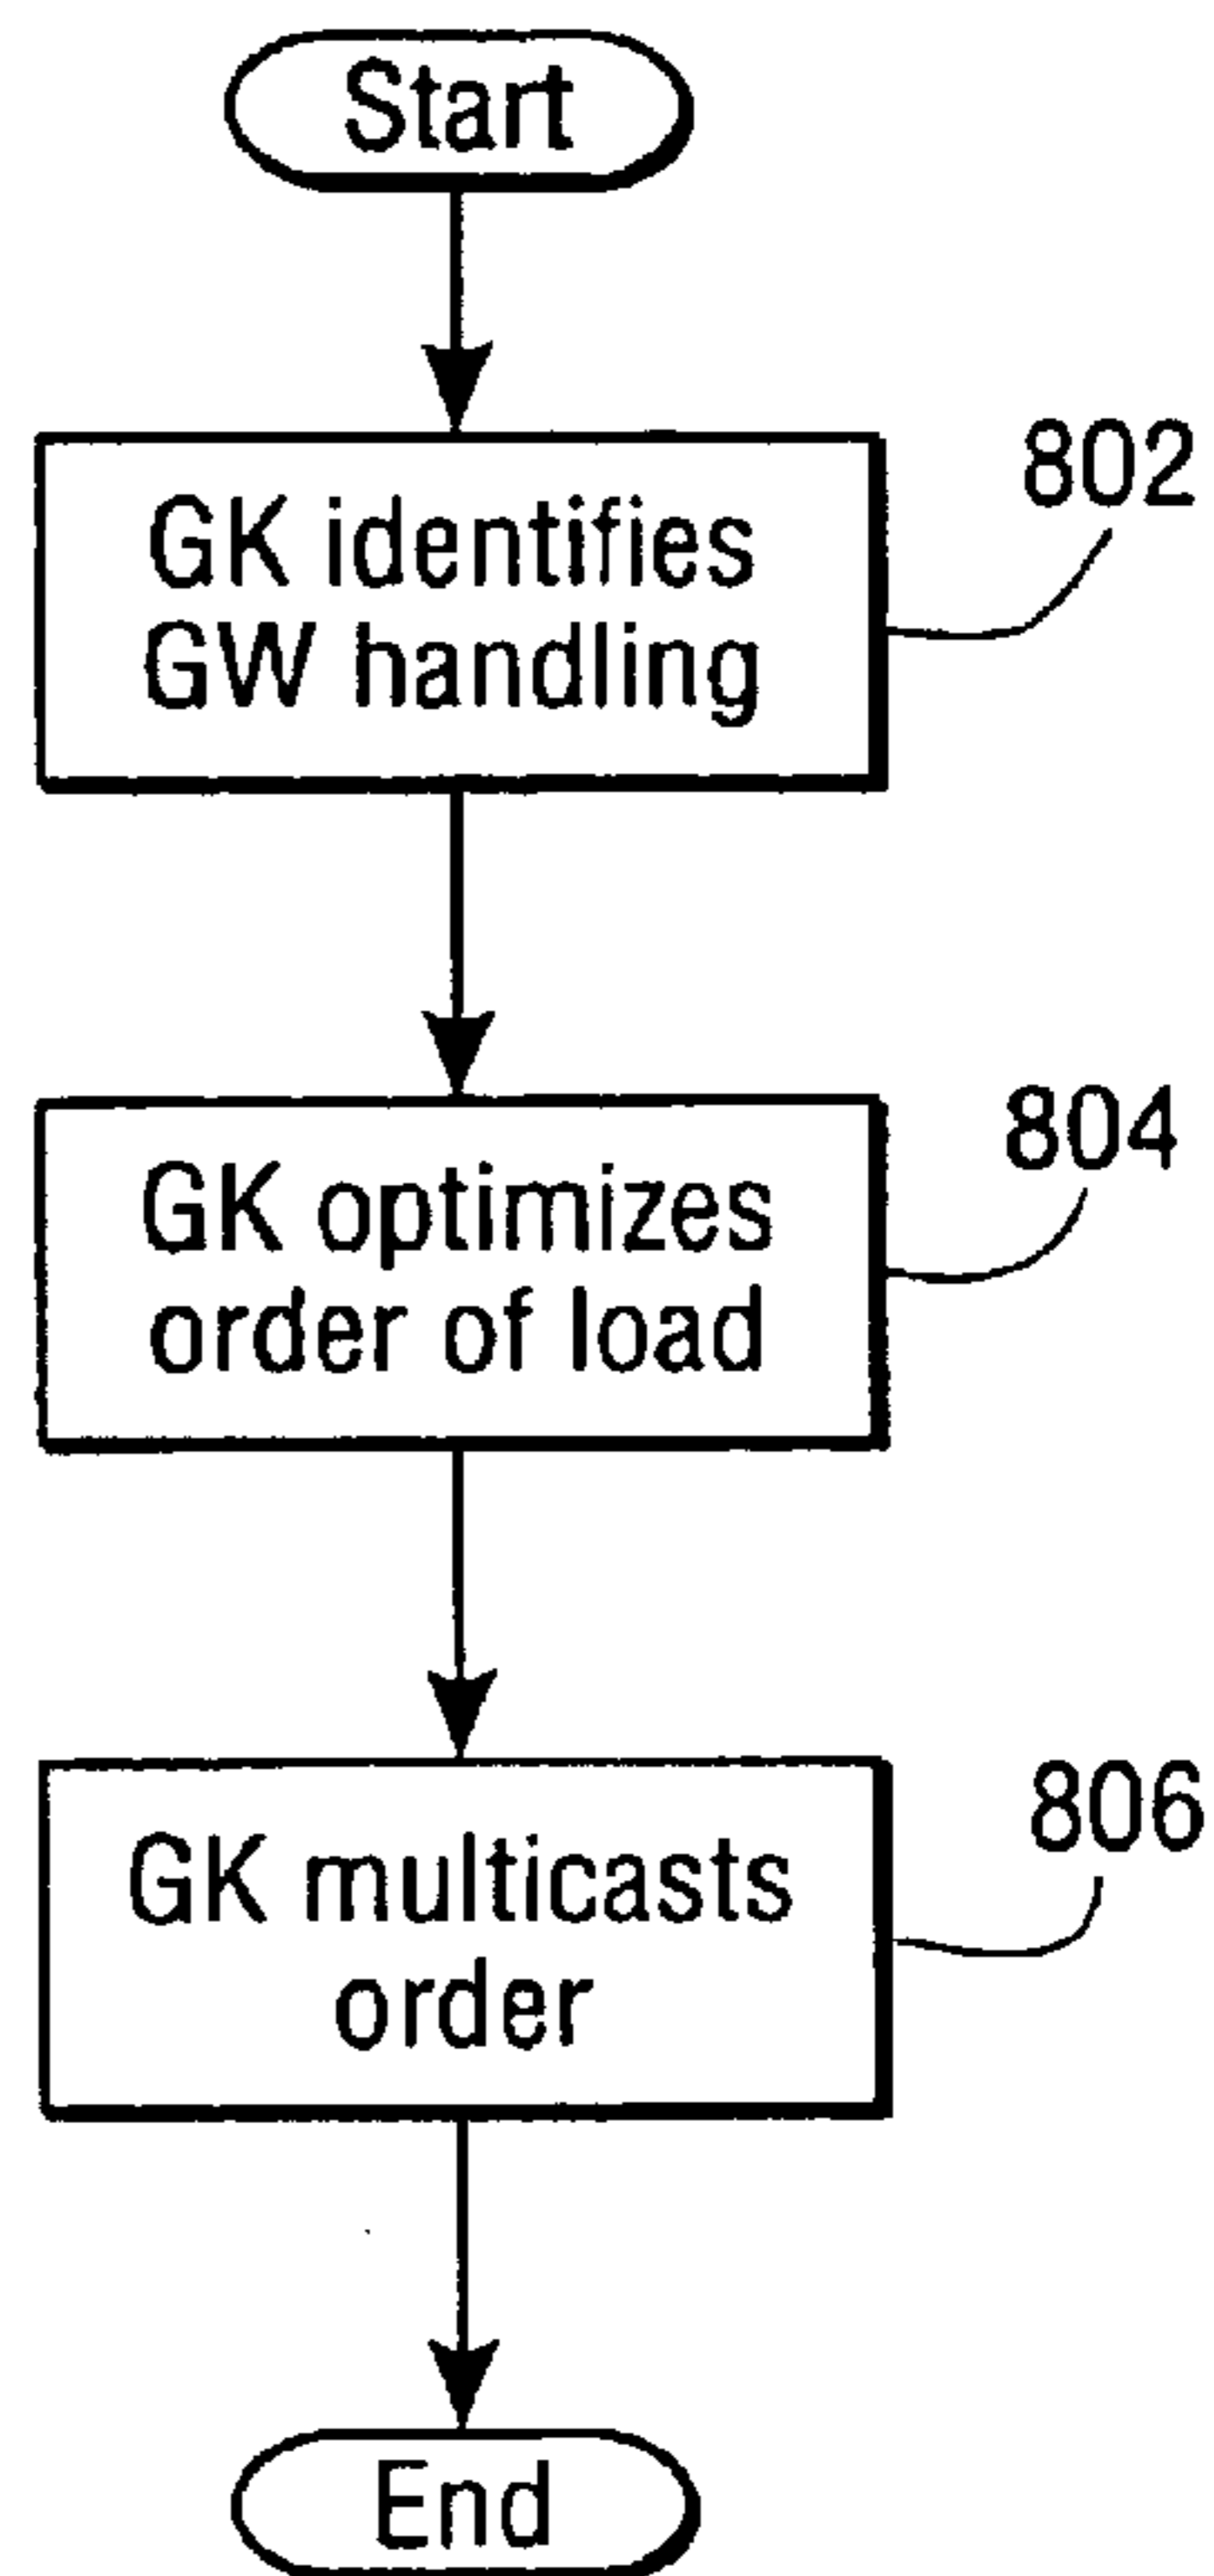 Start
802
GK identifies
GW handling
804
GK optimizes
order of load
806
GK multicasts
order
End